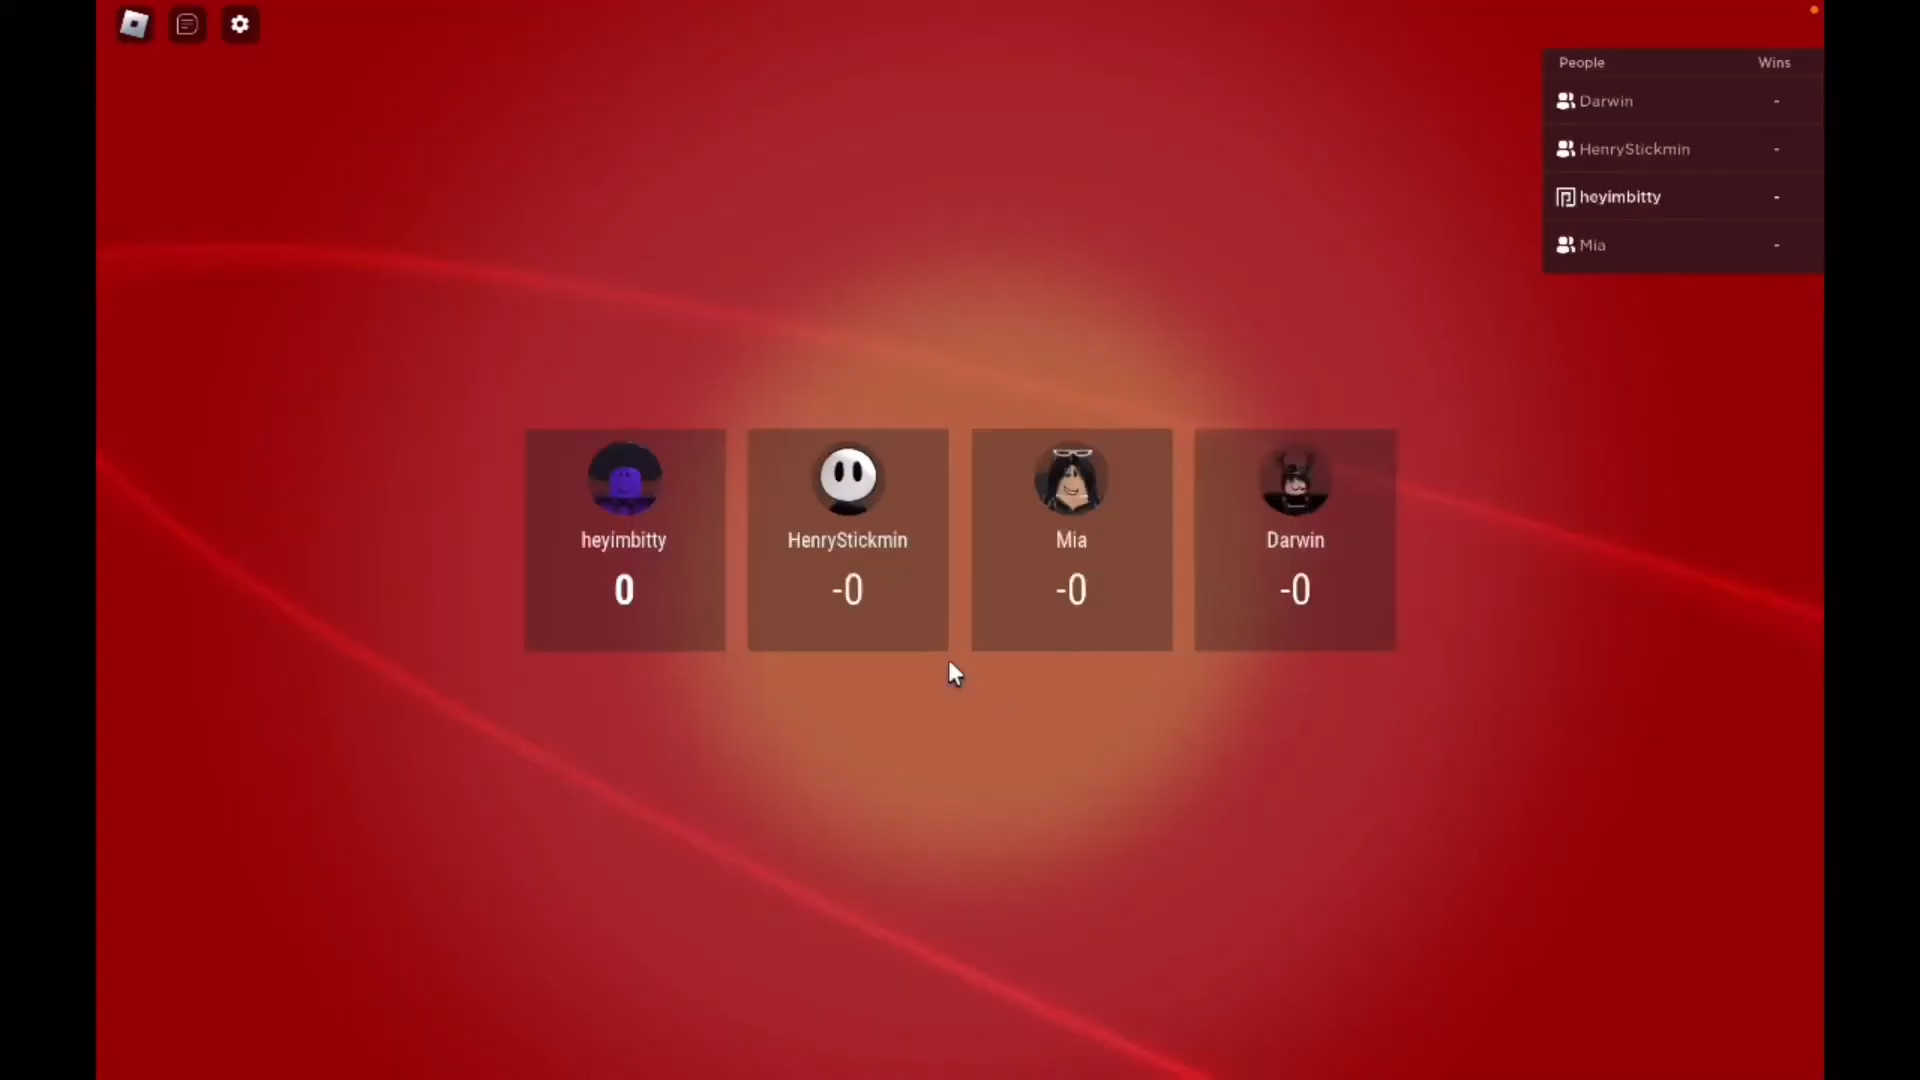 People Wins
Darwin -
HenryStickmin -
heyimbitty -
Mia -
heyimbitty HenryStickmin Mia Darwin
0 -0 -0 -0